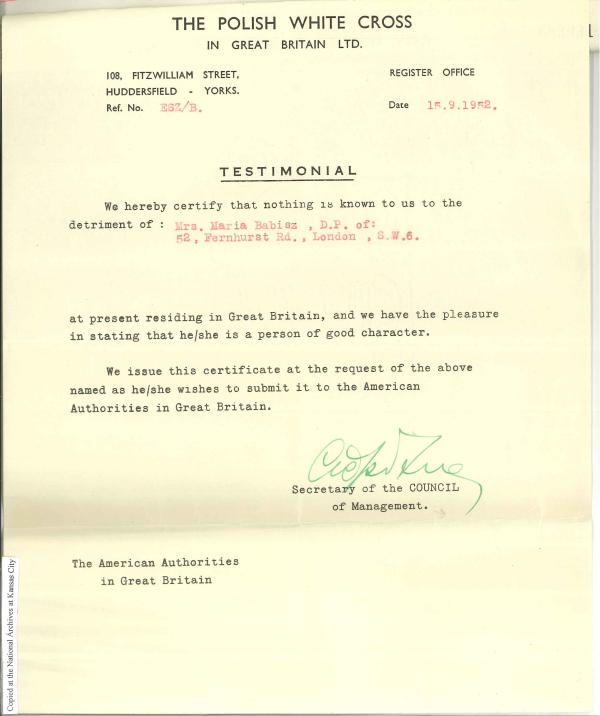 THE POLISH WHITE CROSS
IN GREAT BRITAIN LTD.
108, FITZWILLIAM STREET,
HUDDERSFIELD - YORKS.
Ref. No. ESZ/B.
REGISTER OFFICE
Date 15.9.1952.
TESTIMONIAL
We hereby certify that nothing is known to us to the
detriment of : Mrs. Maria Babisz , D.P. of:
52, Fernhurst Rd., London , S.W.6.
at present residing in Great Britain, and we have the pleasure
in stating that he/she is a person of good character.
We issue this certificate at the request of the above
named as he/she wishes to submit it to the American
Authorities in Great Britain.
Secretary of the COUNCIL
of Management.
The American Authorities
in Great Britain
Copied at the National Archives at Kansas City